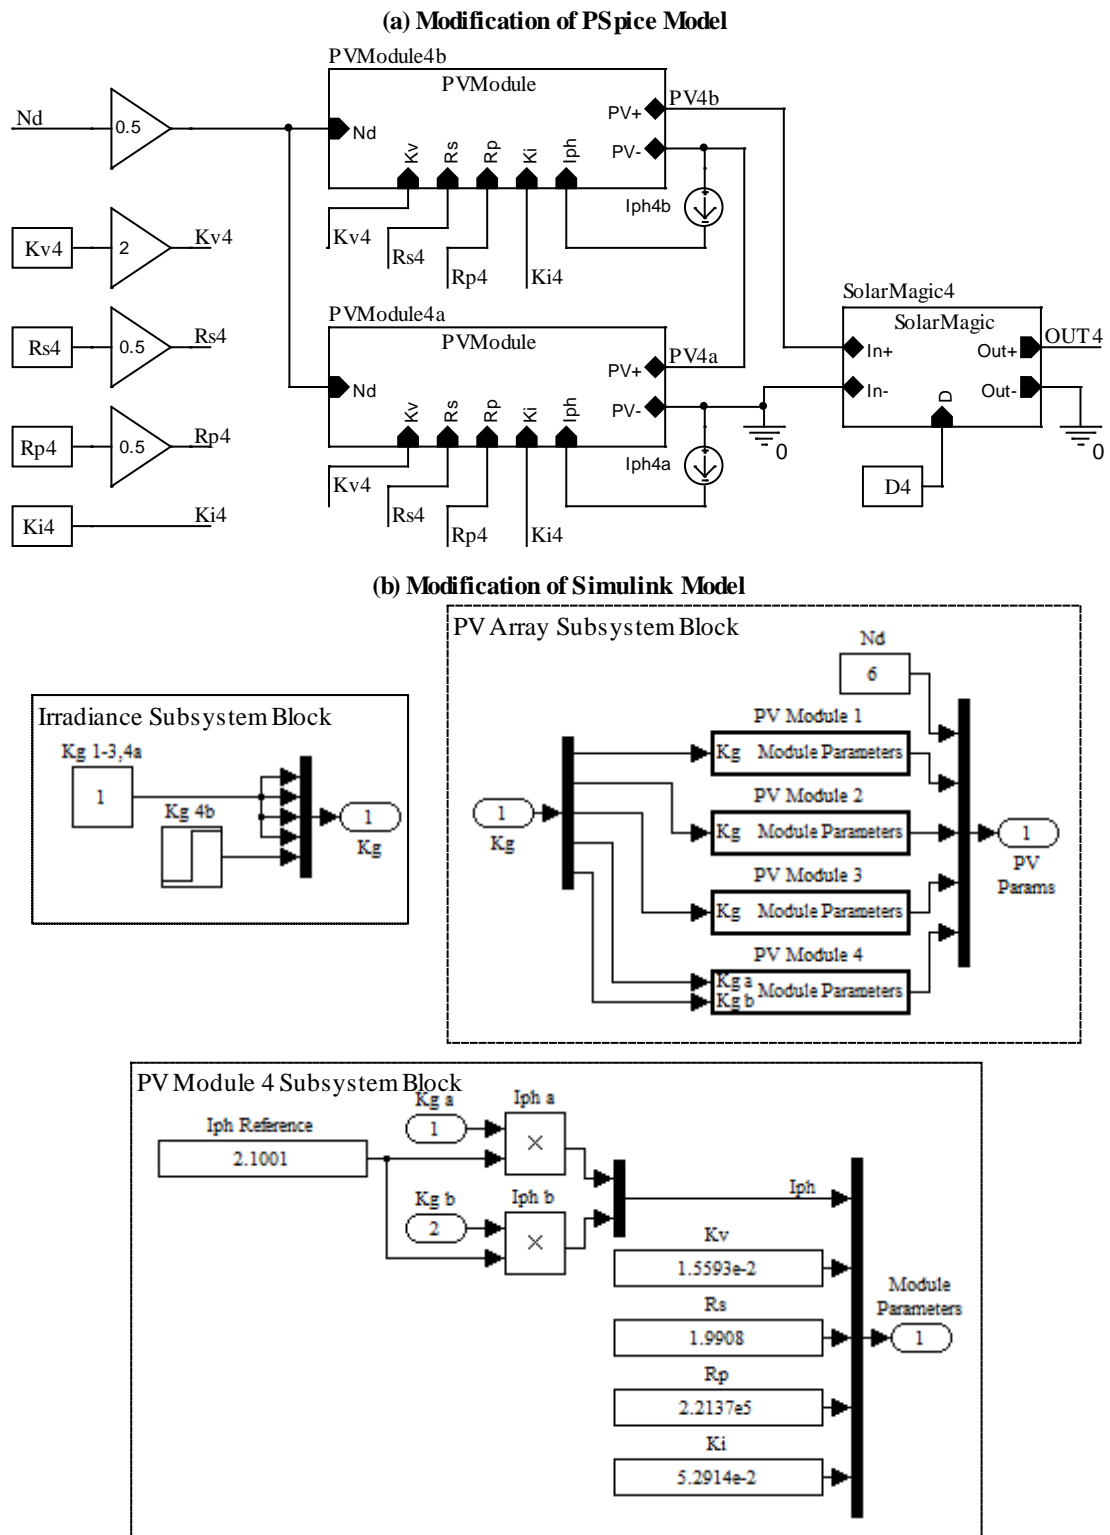 (a) Modification of PSpice Model
PVModule4b
PVModule
Nd
0.5
Nd
PV+
PV4b
PV-
Kv
Rs
Rp
Ki
Iph
Iph4b
Kv4
2
Kv4
Kv4
Rs4
Rp4
Ki4
Rs4
0.5
Rs4
PVModule4a
PVModule
Nd
PV+
PV4a
PV-
Kv
Rs
Rp
Ki
Iph
Iph4a
0
Kv4
Rs4
Rp4
Ki4
SolarMagic4
SolarMagic
In+
In-
Out+
OUT4
Out-
D
0
D4
Rp4
0.5
Rp4
Ki4
Ki4
(b) Modification of Simulink Model
PV Array Subsystem Block
Nd
6
Irradiance Subsystem Block
Kg 1-3,4a
1
Kg 4b
1
Kg
1
Kg
PV Module 1
Kg Module Parameters
PV Module 2
Kg Module Parameters
PV Module 3
Kg Module Parameters
PV Module 4
Kg a
Kg b
Module Parameters
1
PV
Params
PV Module 4 Subsystem Block
Iph Reference
2.1001
Kg a
1
Iph a
×
Kg b
2
Iph b
×
Iph
Kv
1.5593e-2
Rs
1.9908
Rp
2.2137e5
Ki
5.2914e-2
Module
Parameters
1